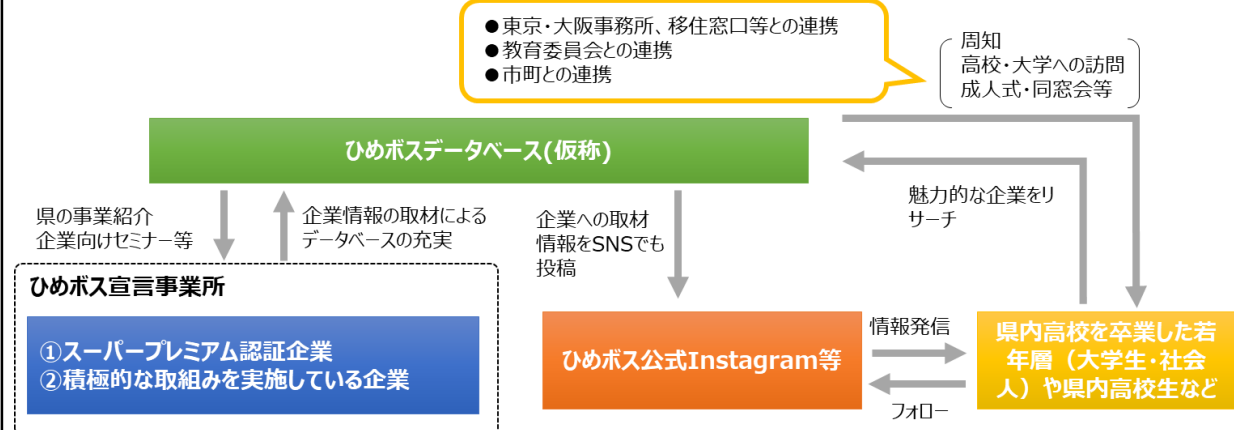 ●東京・大阪事務所、移住窓口等との連携
●教育委員会との連携
●市町との連携
周知
高校・大学への訪問
成人式・同窓会等
ひめボスデータベース(仮称)
県の事業紹介
企業向けセミナー等
企業情報の取材による
データベースの充実
企業への取材
情報をSNSでも
投稿
魅力的な企業をリ
サーチ
ひめボス宣言事業所
①スーパープレミアム認証企業
②積極的な取組みを実施している企業
ひめボス公式Instagram等
情報発信
フォロー
県内高校を卒業した若
年層（大学生・社会
人）や県内高校生など